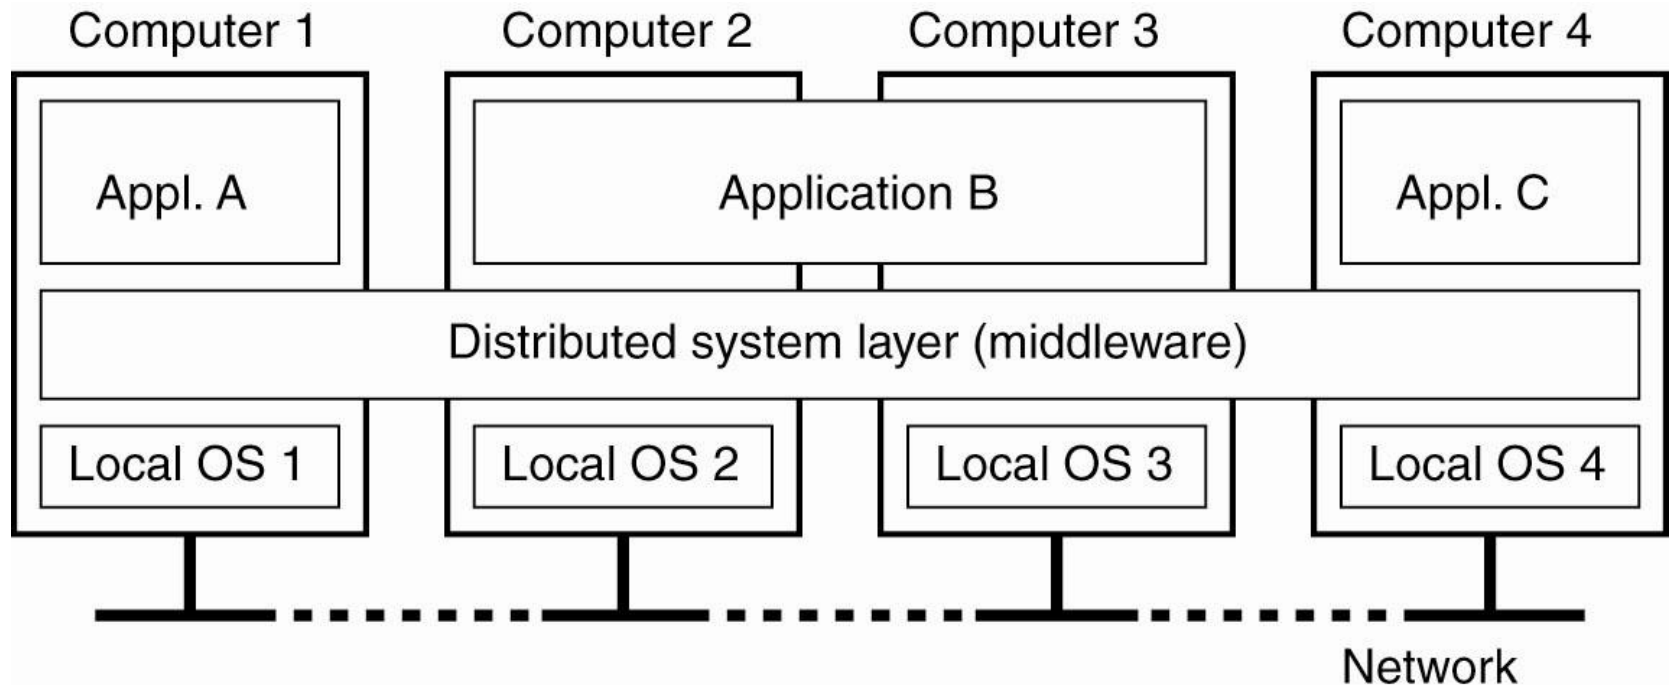 Computer 1 Computer 2 Computer 3 Computer 4
Appl. A Application B Appl. C
Distributed system layer (middleware)
Local OS 1 Local OS 2 Local OS 3 Local OS 4
Network